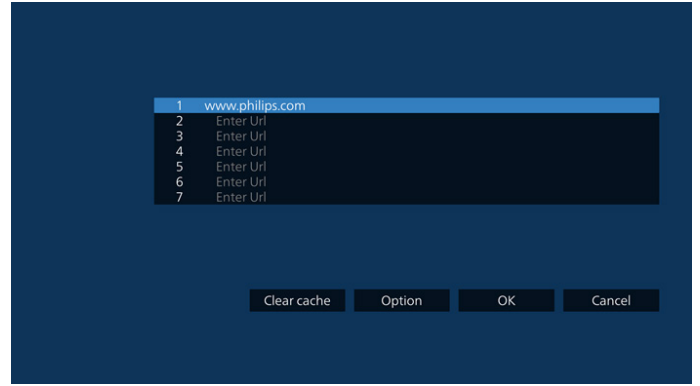 1 www.philips.com
2 Enter Url
3 Enter Url
4 Enter Url
5 Enter Url
6 Enter Url
7 Enter Url
Clear cache Option OK Cancel